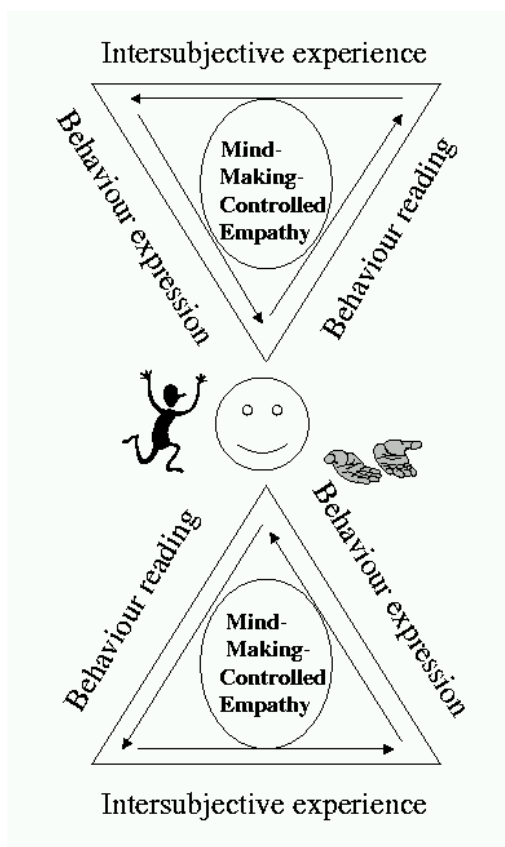 Intersubjective experience
Behaviour expression
Mind-
Making-
Controlled
Empathy
Behaviour reading
Behaviour reading
Behaviour expression
Mind-
Making-
Controlled
Empathy
Intersubjective experience